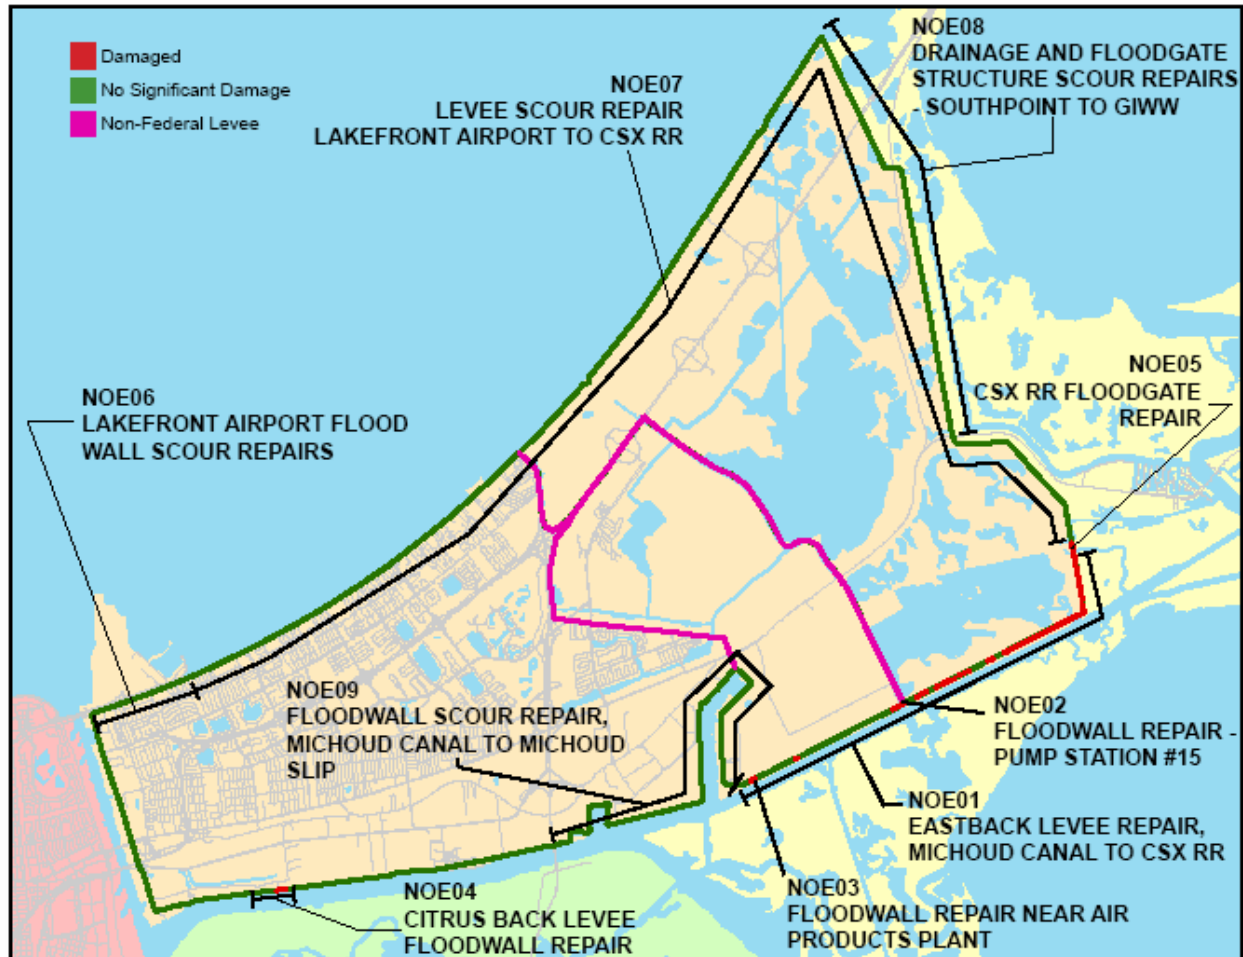 Damaged
No Significant Damage
Non-Federal Levee
NOE07
LEVEE SCOUR REPAIR
LAKEFRONT AIRPORT TO CSX RR
NOE08
DRAINAGE AND FLOODGATE
STRUCTURE SCOUR REPAIRS
- SOUTHPOINT TO GIWW
NOE05
CSX RR FLOODGATE
REPAIR
NOE06
LAKEFRONT AIRPORT FLOOD
WALL SCOUR REPAIRS
NOE09
FLOODWALL SCOUR REPAIR,
MICHOUD CANAL TO MICHOUD
SLIP
NOE02
FLOODWALL REPAIR -
PUMP STATION #15
NOE01
EASTBACK LEVEE REPAIR,
MICHOUD CANAL TO CSX RR
NOE03
FLOODWALL REPAIR NEAR AIR
PRODUCTS PLANT
NOE04
CITRUS BACK LEVEE
FLOODWALL REPAIR